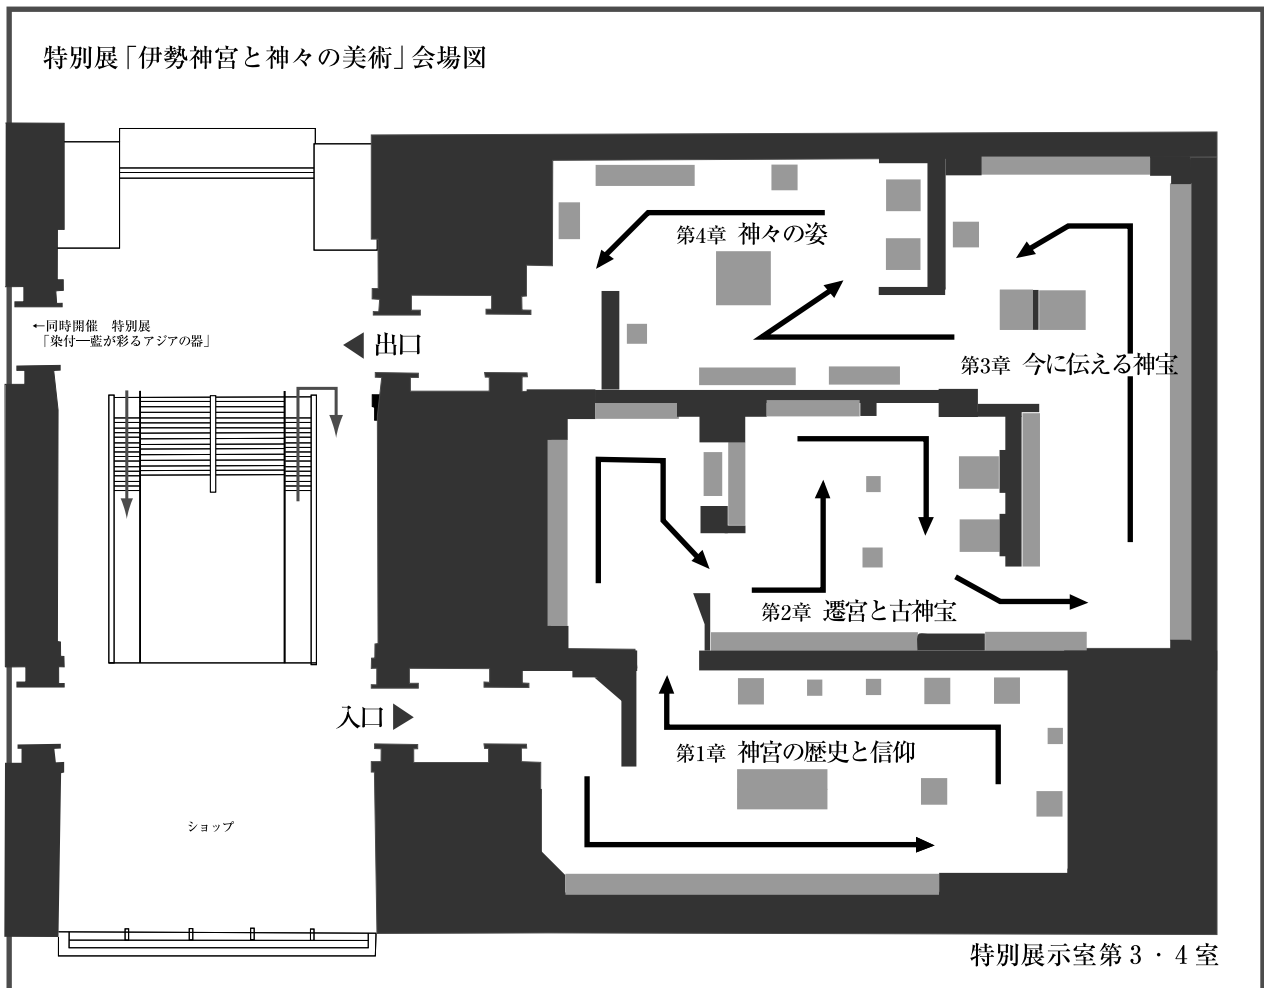 特別展「伊勢神宮と神々の美術」会場図
第4章 神々の姿
←同時開催　特別展
「染付―藍が彩るアジアの器」
出口
第3章 今に伝える神宝
第2章 遷宮と古神宝
入口
第1章 神宮の歴史と信仰
ショップ
特別展示室第3・4室